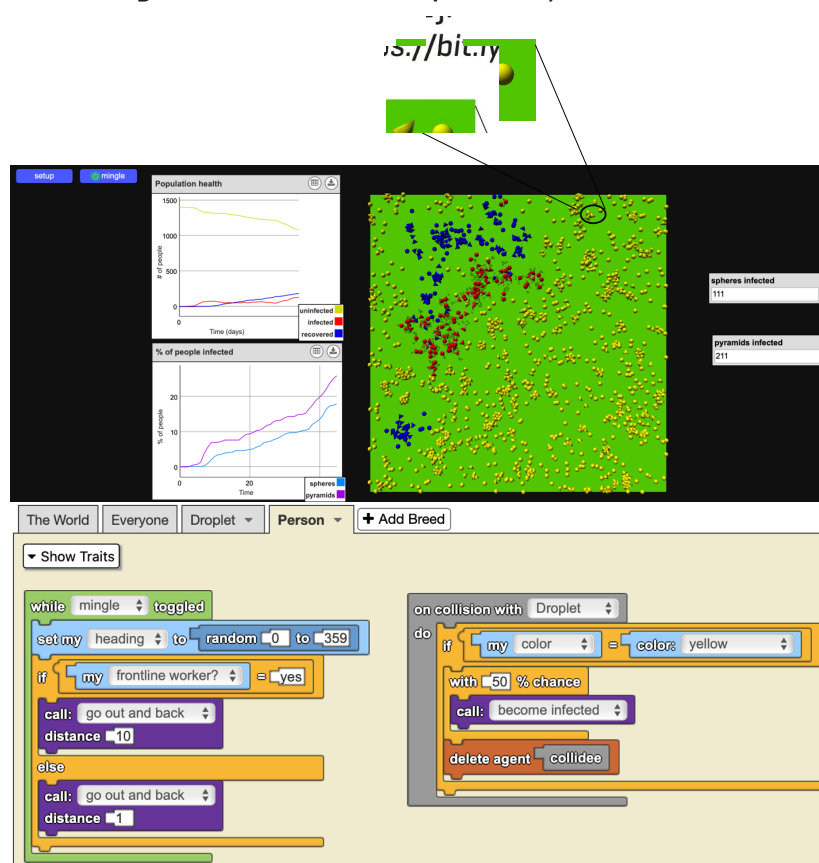 s://bit.ly
setup
mingle
Population health
1500
1000
500
0
# of people
0
Time (days)
uninfected
infected
recovered
% of people infected
20
10
0
% of people
0
20
Time
spheres
pyramids
spheres infected
111
pyramids infected
211
The World
Everyone
Droplet
Person
+ Add Breed
Show Traits
while mingle toggled
set my heading to random 0 to 359
if my frontline worker? = yes
call: go out and back
distance 10
else
call: go out and back
distance 1
on collision with Droplet
do if my color = color: yellow
with 50 % chance
call: become infected
delete agent collidee